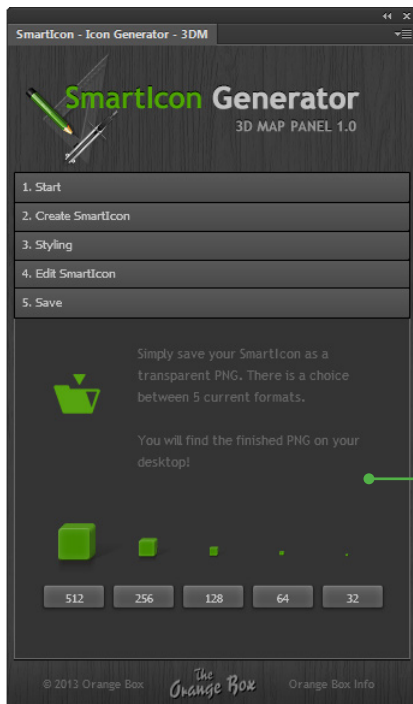 SmartIcon - Icon Generator - 3DM
SmartIcon Generator
3D MAP PANEL 1.0
1. Start
2. Create SmartIcon
3. Styling
4. Edit SmartIcon
5. Save
Simply save your SmartIcon as a
transparent PNG. There is a choice
between 5 current formats.
You will find the finished PNG on your
desktop!
512 256 128 64 32
© 2013 Orange Box The Orange Box Orange Box Info